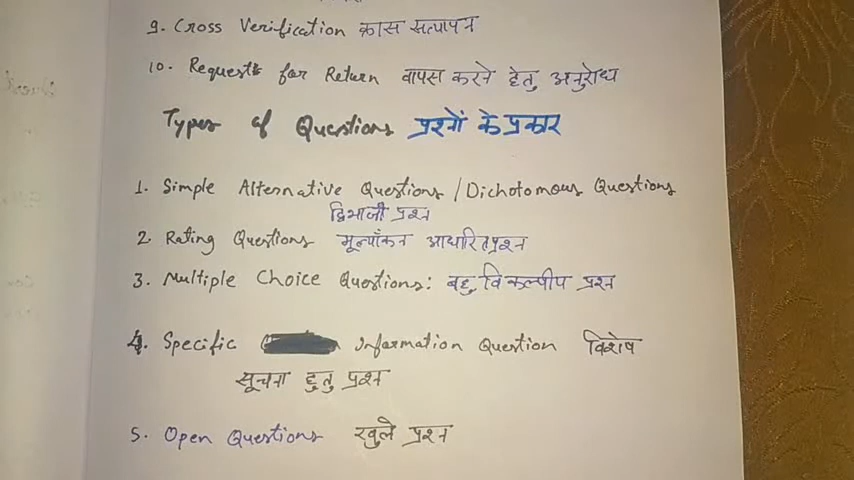 9. Cross Verification क्रास सत्यापन
10. Request for Return वापस करने हेतु अनुरोध
Types of Questions प्रश्नों के प्रकार
1. Simple Alternative Questions / Dichotomous Questions
द्विभाजी प्रश्न
2. Rating Questions मूल्याँकन आधारित प्रश्न
3. Multiple Choice Questions: बहु विकल्पीय प्रश्न
4. Specific Information Question विशेष
सूचना हेतु प्रश्न
5. Open Questions खुले प्रश्न